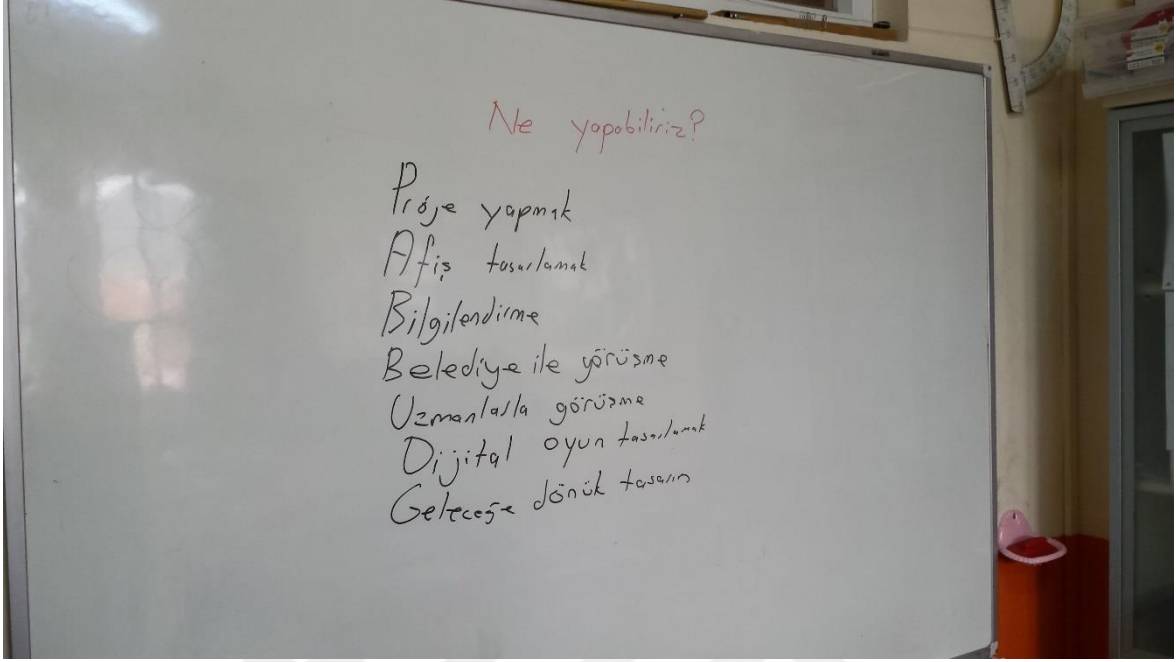 Ne yapabiliriz?
Proje yapmak
Afiş tasarlamak
Bilgilendirme
Belediye ile görüşme
Uzmanlarla görüşme
Dijital oyun tasarlamak
Geleceğe dönük tasarım